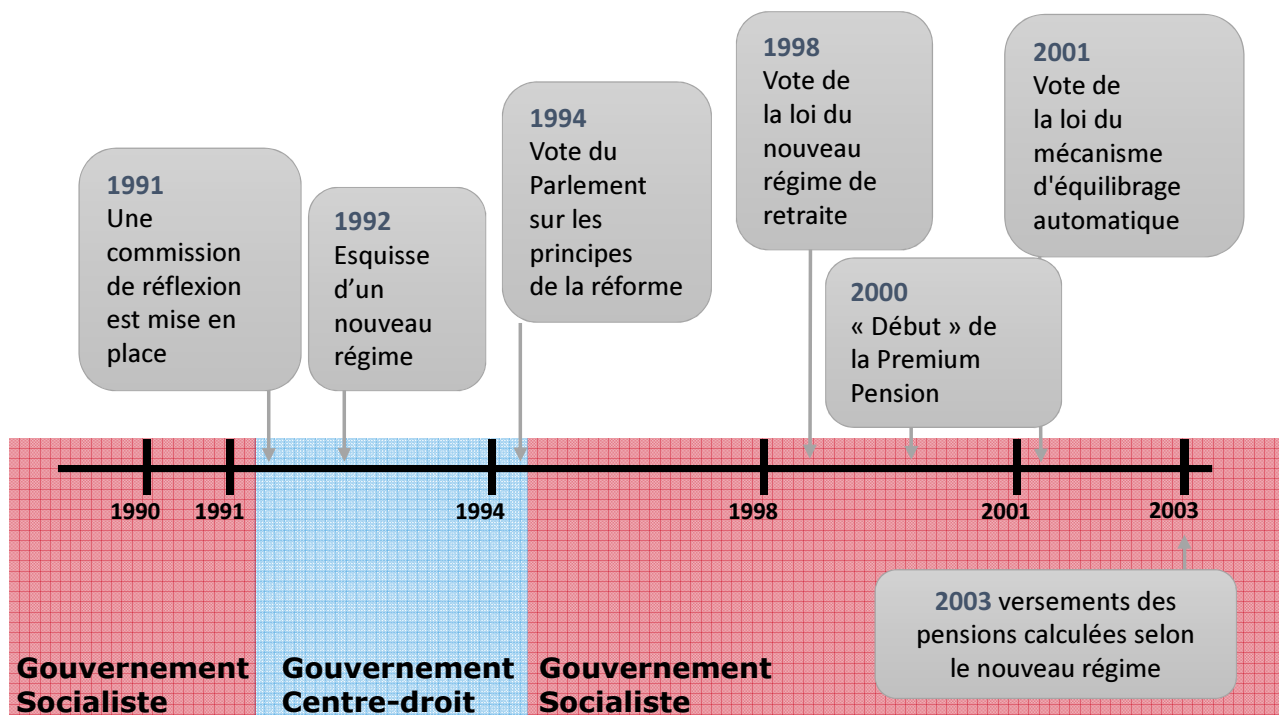 1991
Une
commission
de réflexion
est mise en
place
1992
Esquisse
d’un
nouveau
régime
1994
Vote du
Parlement
sur les
principes
de la réforme
1998
Vote de
la loi du
nouveau
régime de
retraite
2000
« Début » de
la Premium
Pension
2001
Vote de
la loi du
mécanisme
d'équilibrage
automatique
1990
1991
1994
1998
2001
2003
2003 versements des
pensions calculées selon
le nouveau régime
Gouvernement
Socialiste
Gouvernement
Centre-droit
Gouvernement
Socialiste